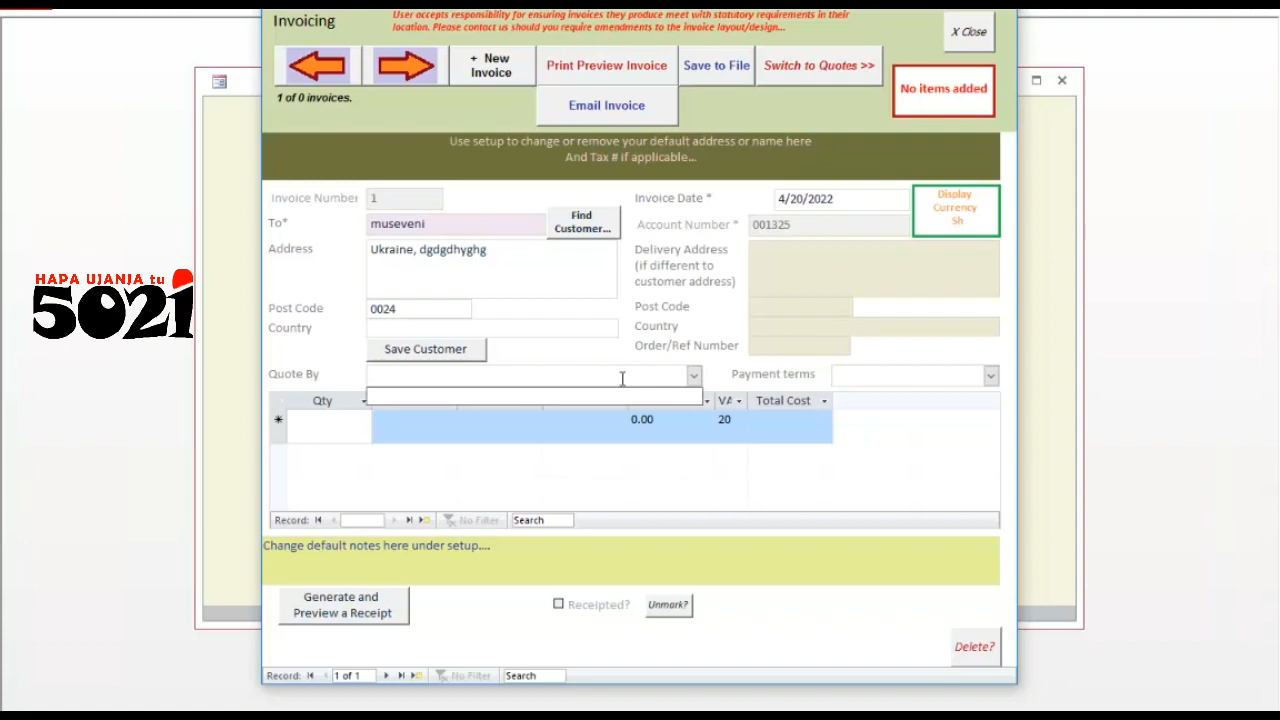 Invoicing
User accepts responsibility for ensuring invoices they produce meet with statutory requirements in their
location. Please contact us should you require amendments to the invoice layout/design...
X Close
+ New
Invoice
Print Preview Invoice
Save to File
Switch to Quotes >>
No items added
1 of 0 invoices.
Email Invoice
Use setup to change or remove your default address or name here
And Tax # if applicable...
Invoice Number
1
Invoice Date *
4/20/2022
Display
Currency
Sh
To*
museveni
Find
Customer...
Account Number *
001325
Address
Ukraine, dgdgdhyghg
Delivery Address
(if different to
customer address)
HAPA UJANJA tu
5021
Post Code
0024
Post Code
Country
Country
Save Customer
Order/Ref Number
Quote By
Payment terms
Qty
VA
Total Cost
0.00
20
Record:
No Filter
Search
Change default notes here under setup....
Generate and
Preview a Receipt
Receipted?
Unmark?
Delete?
Record:
1 of 1
No Filter
Search